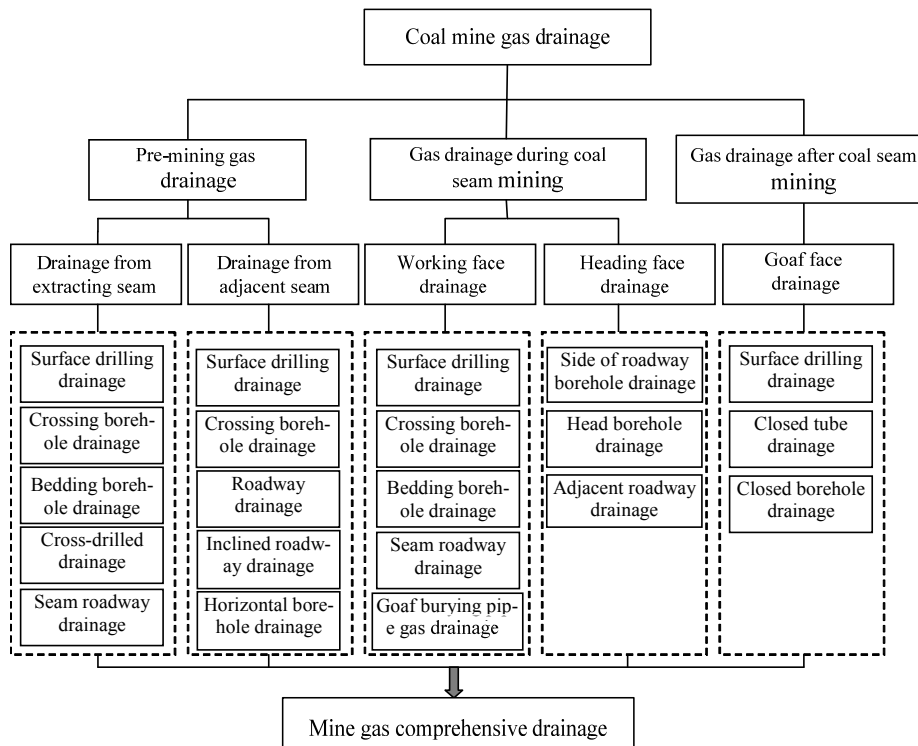 Coal mine gas drainage
Pre-mining gas
drainage
Gas drainage during coal
seam mining
Gas drainage after coal seam
mining
Drainage from
extracting seam
Drainage from
adjacent seam
Working face
drainage
Heading face
drainage
Goaf face
drainage
Surface drilling
drainage
Crossing boreh-
ole drainage
Bedding boreh-
ole drainage
Cross-drilled
drainage
Seam roadway
drainage
Surface drilling
drainage
Crossing boreh-
ole drainage
Roadway
drainage
Inclined roadw-
ay drainage
Horizontal bore-
hole drainage
Surface drilling
drainage
Crossing boreh-
ole drainage
Bedding boreh-
ole drainage
Seam roadway
drainage
Goaf burying pip-
e gas drainage
Side of roadway
borehole drainage
Head borehole
drainage
Adjacent roadway
drainage
Surface drilling
drainage
Closed tube
drainage
Closed borehole
drainage
Mine gas comprehensive drainage